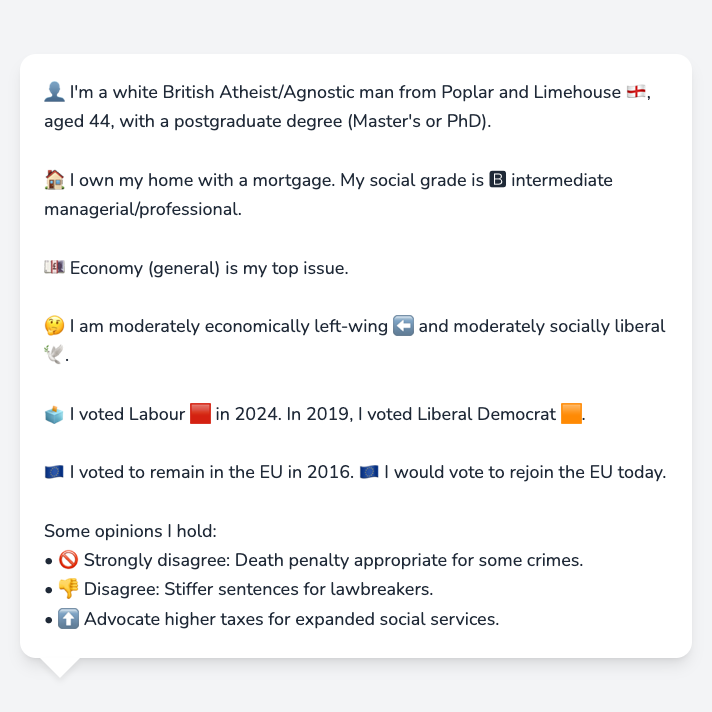 👤 I'm a white British Atheist/Agnostic man from Poplar and Limehouse 🏴󠁧󠁢󠁥󠁮󠁧󠁿,
aged 44, with a postgraduate degree (Master's or PhD).
🏠 I own my home with a mortgage. My social grade is 🅱 intermediate
managerial/professional.
💷 Economy (general) is my top issue.
🤔 I am moderately economically left-wing ⬅️ and moderately socially liberal
🕊️.
🗳️ I voted Labour 🟥 in 2024. In 2019, I voted Liberal Democrat 🟧.
🇪🇺 I voted to remain in the EU in 2016. 🇪🇺 I would vote to rejoin the EU today.
Some opinions I hold:
• 🚫 Strongly disagree: Death penalty appropriate for some crimes.
• 👎 Disagree: Stiffer sentences for lawbreakers.
• ⬆️ Advocate higher taxes for expanded social services.